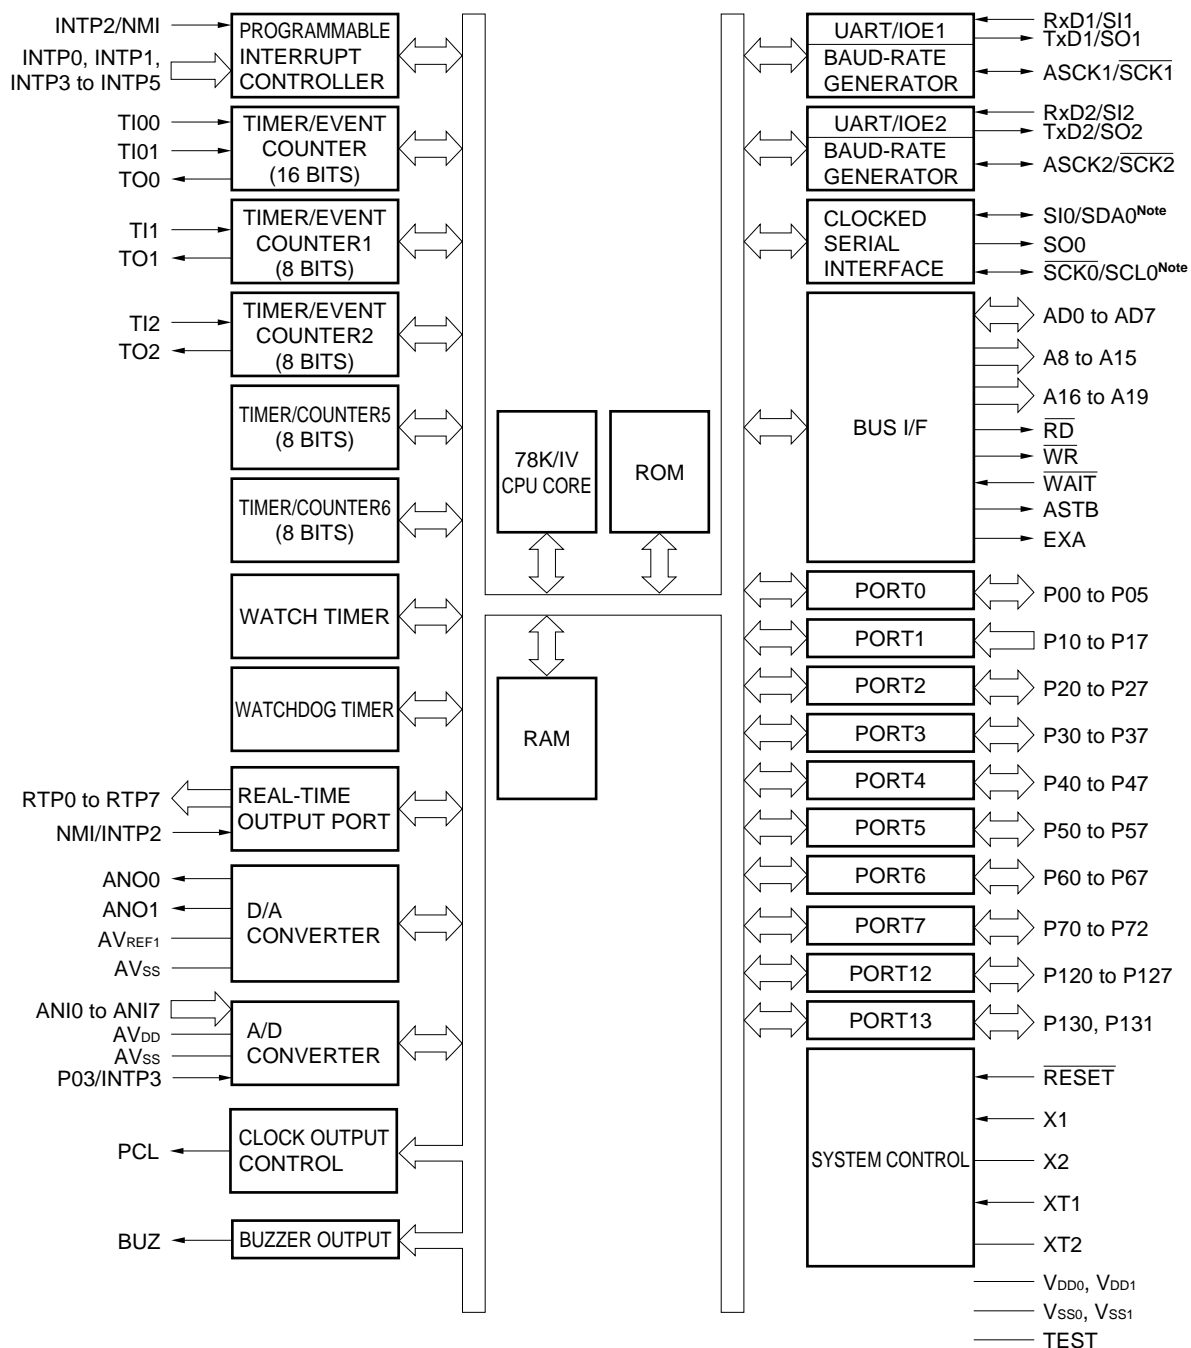 INTP2/NMI
INTP0, INTP1,
INTP3 to INTP5
PROGRAMMABLE
INTERRUPT
CONTROLLER
TI00
TI01
TO0
TIMER/EVENT
COUNTER
(16 BITS)
TI1
TO1
TIMER/EVENT
COUNTER1
(8 BITS)
TI2
TO2
TIMER/EVENT
COUNTER2
(8 BITS)
TIMER/COUNTER5
(8 BITS)
TIMER/COUNTER6
(8 BITS)
WATCH TIMER
WATCHDOG TIMER
RTP0 to RTP7
NMI/INTP2
REAL-TIME
OUTPUT PORT
ANO0
ANO1
AVREF1
AVSS
D/A
CONVERTER
ANI0 to ANI7
AVDD
AVSS
P03/INTP3
A/D
CONVERTER
PCL
CLOCK OUTPUT
CONTROL
BUZ
BUZZER OUTPUT
78K/IV
CPU CORE
ROM
RAM
UART/IOE1
BAUD-RATE
GENERATOR
RxD1/SI1
TxD1/SO1
ASCK1/SCK1
UART/IOE2
BAUD-RATE
GENERATOR
RxD2/SI2
TxD2/SO2
ASCK2/SCK2
CLOCKED
SERIAL
INTERFACE
SI0/SDA0Note
SO0
SCK0/SCL0Note
BUS I/F
AD0 to AD7
A8 to A15
A16 to A19
RD
WR
WAIT
ASTB
EXA
PORT0
P00 to P05
PORT1
P10 to P17
PORT2
P20 to P27
PORT3
P30 to P37
PORT4
P40 to P47
PORT5
P50 to P57
PORT6
P60 to P67
PORT7
P70 to P72
PORT12
P120 to P127
PORT13
P130, P131
SYSTEM CONTROL
RESET
X1
X2
XT1
XT2
VDD0, VDD1
VSS0, VSS1
TEST